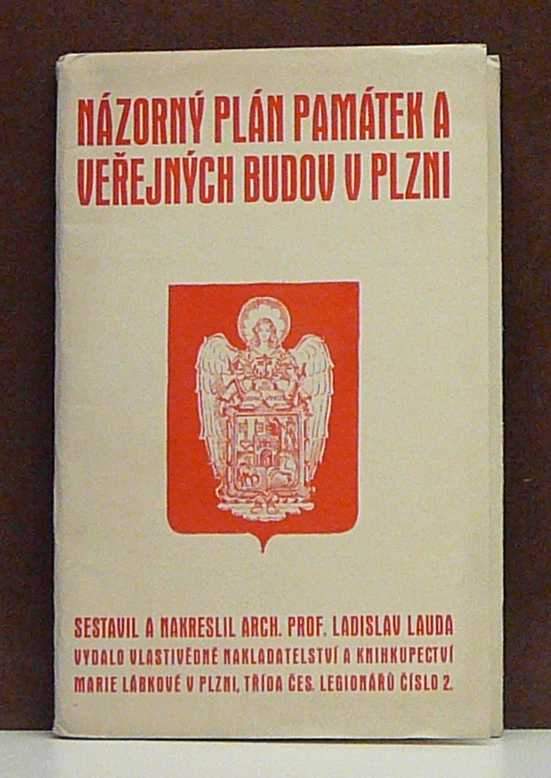 NÁZORNÝ PLÁN PAMÁTEK A
VEŘEJNÝCH BUDOV V PLZNI
SESTAVIL A NAKRESLIL ARCH. PROF. LADISLAV LAUDA
VYDALO VLASTIVĚDNÉ NAKLADATELSTVÍ A KNIHKUPECTVÍ
MARIE LÁBKOVÉ V PLZNI, TŘÍDA ČES. LEGIONÁŘŮ ČÍSLO 2.